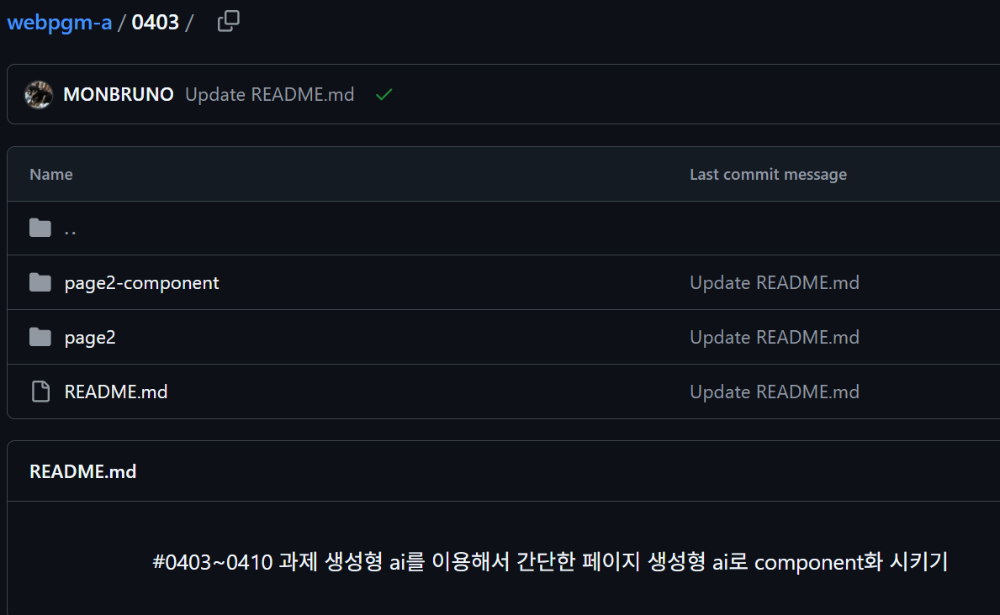 webpgm-a / 0403 /
MONBRUNO Update README.md
Name Last commit message
..
page2-component Update README.md
page2 Update README.md
README.md Update README.md
README.md
#0403~0410 과제 생성형 ai를 이용해서 간단한 페이지 생성형 ai로 component화 시키기